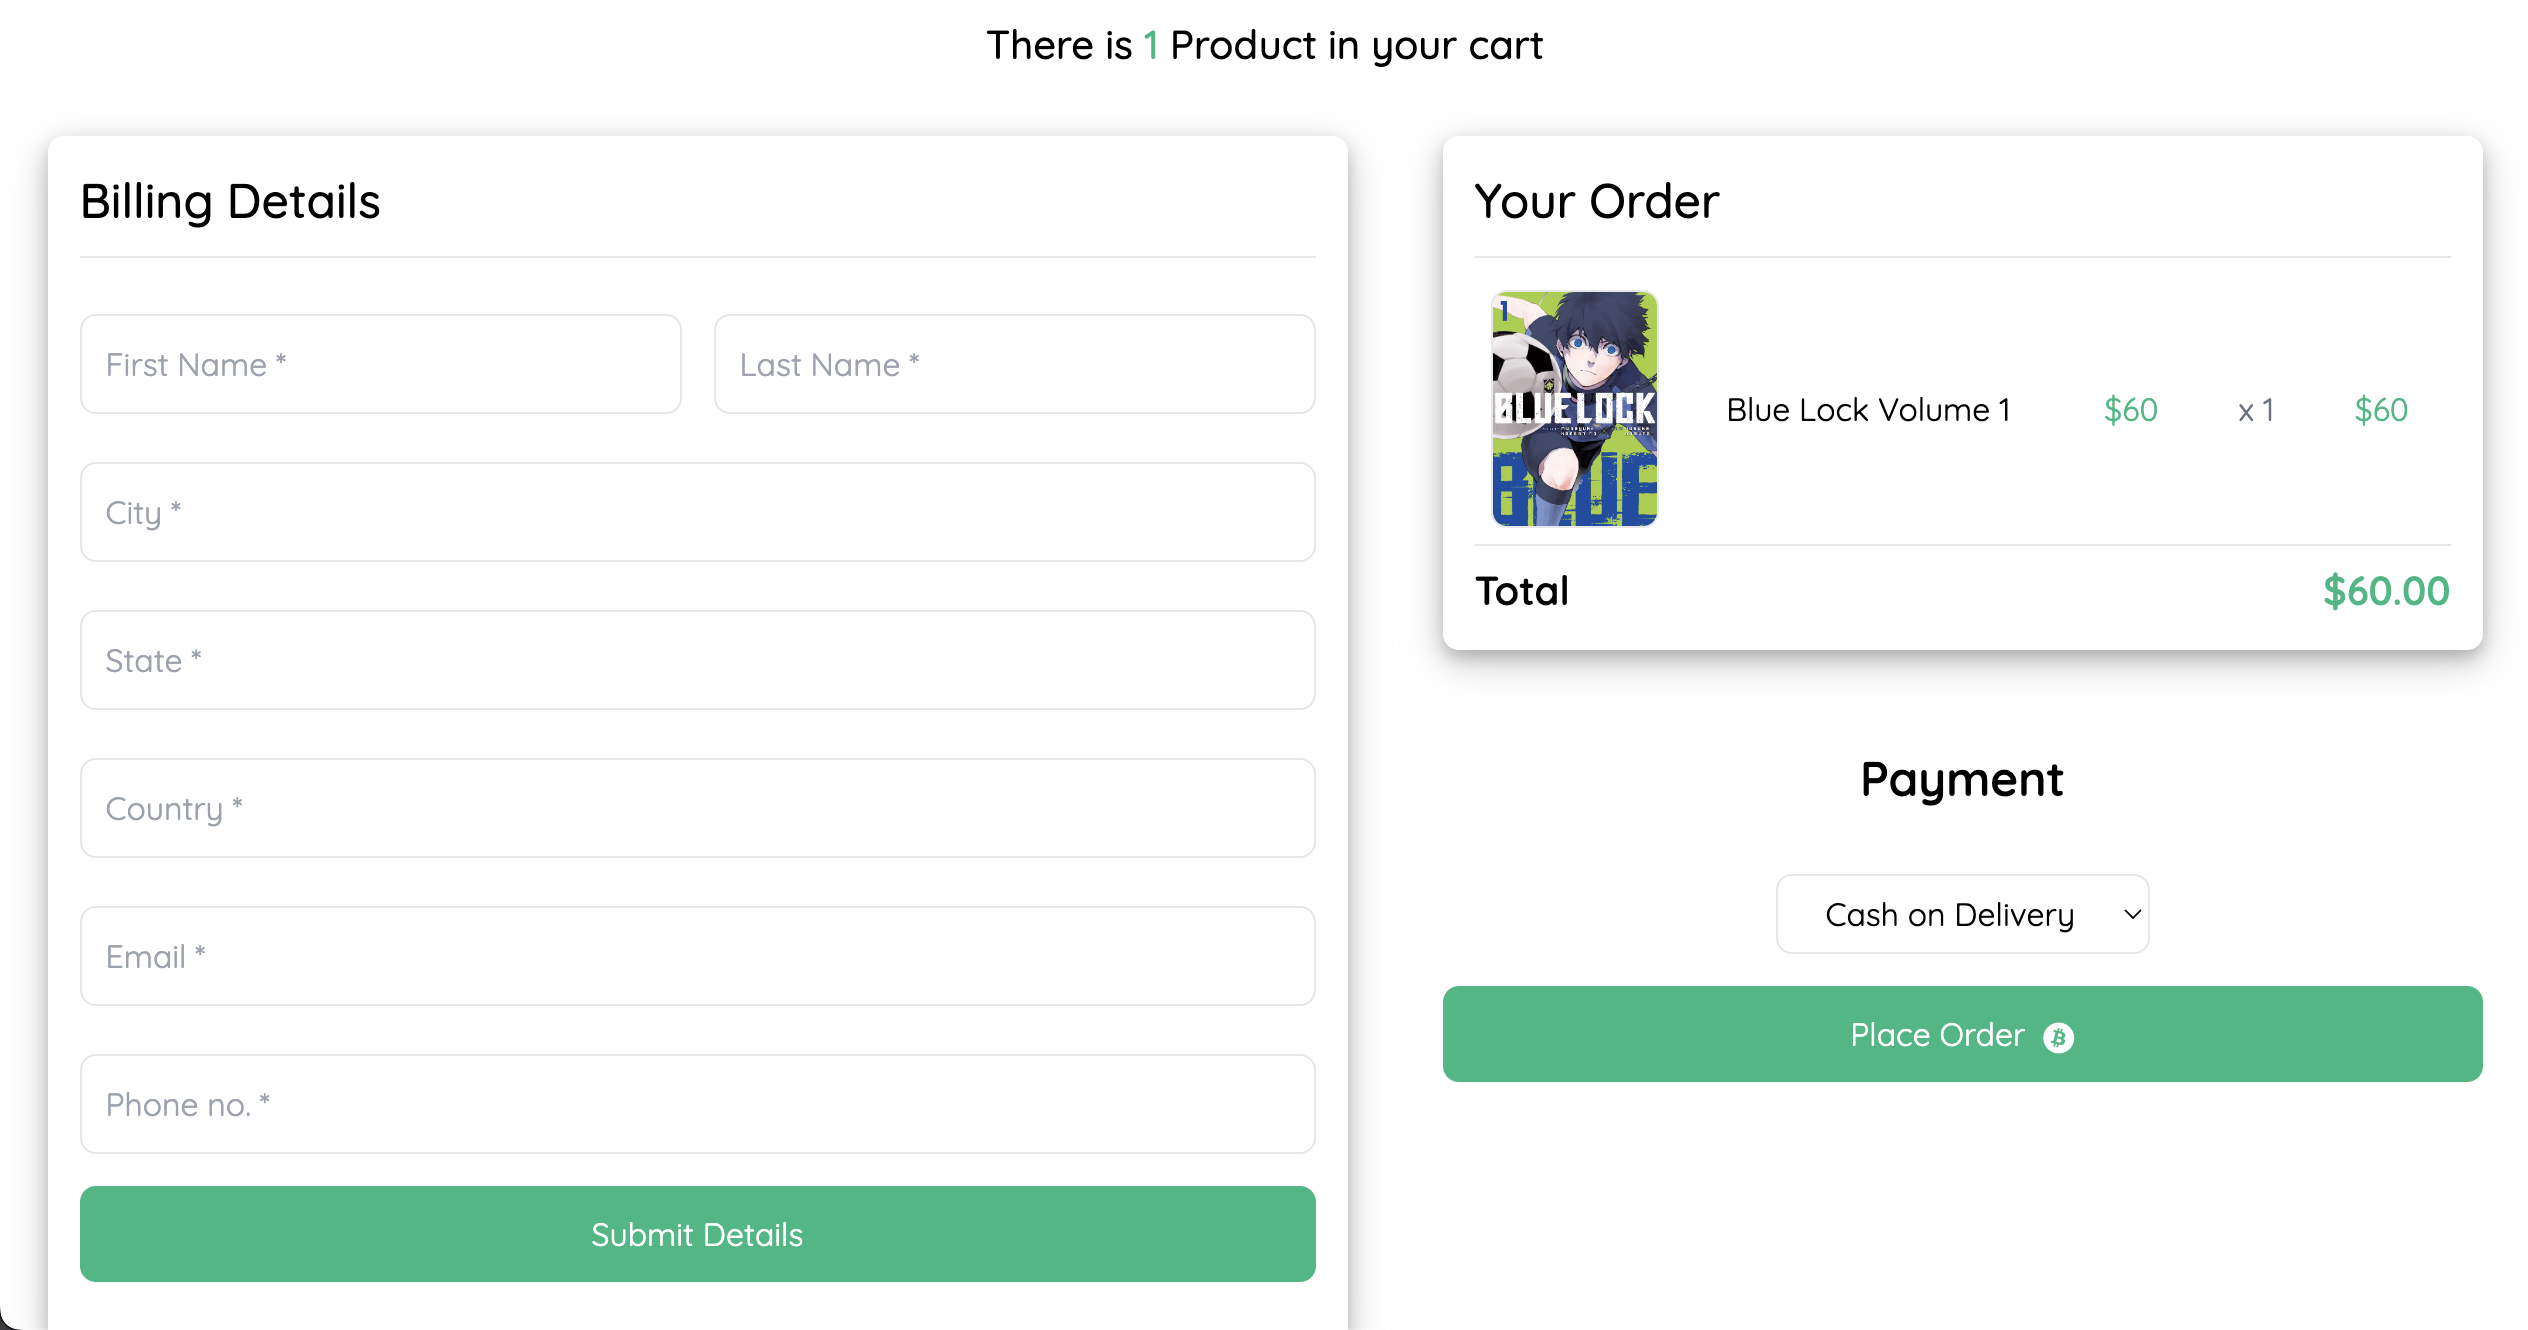 There is 1 Product in your cart
Billing Details
First Name *
Last Name *
City *
State *
Country *
Email *
Phone no. *
Submit Details
Your Order
1
BLUE LOCK
BLUE
Blue Lock Volume 1
$60
x 1
$60
Total
$60.00
Payment
Cash on Delivery
Place Order